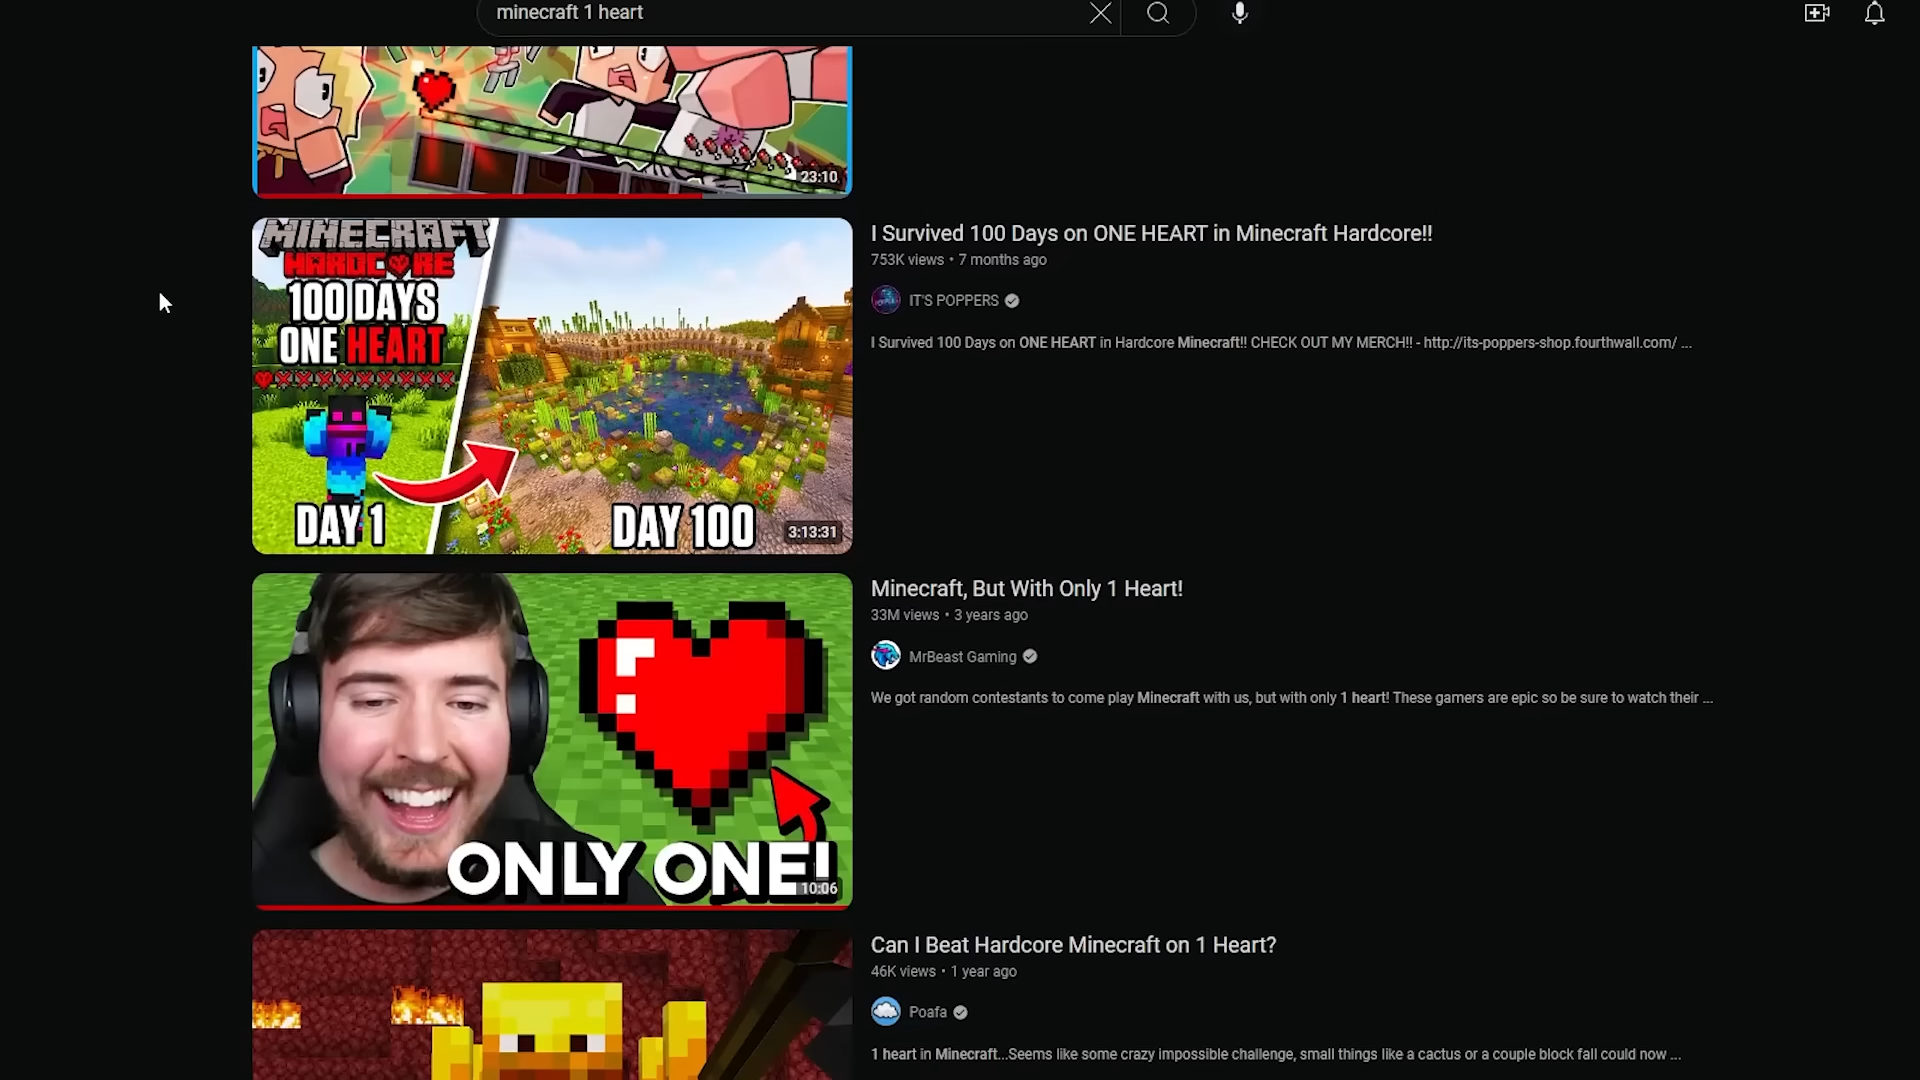 minecraft 1 heart
23:10
MINECRAFT
HARDCORE
100 DAYS
ONE HEART
DAY 1
DAY 100
3:13:31
I Survived 100 Days on ONE HEART in Minecraft Hardcore!!
753K views • 7 months ago
IT'S POPPERS
I Survived 100 Days on ONE HEART in Hardcore Minecraft!! CHECK OUT MY MERCH!! - http://its-poppers-shop.fourthwall.com/ ...
ONLY ONE!
10:06
Minecraft, But With Only 1 Heart!
33M views • 3 years ago
MrBeast Gaming
We got random contestants to come play Minecraft with us, but with only 1 heart! These gamers are epic so be sure to watch their ...
Can I Beat Hardcore Minecraft on 1 Heart?
46K views • 1 year ago
Poafa
1 heart in Minecraft...Seems like some crazy impossible challenge, small things like a cactus or a couple block fall could now ...